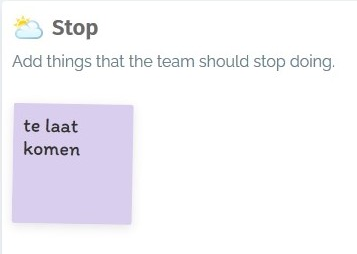 Stop
Add things that the team should stop doing.
te laat
komen